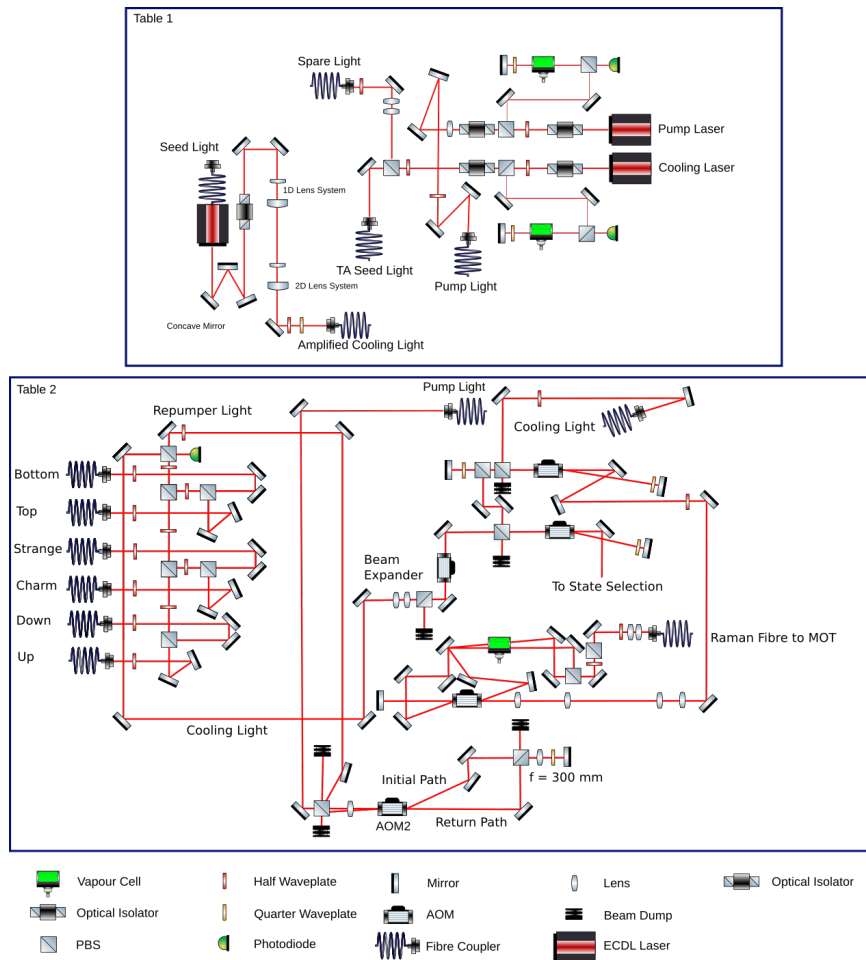 Table 1
Spare Light
Pump Laser
Seed Light
Cooling Laser
1D Lens System
TA Seed Light
Pump Light
2D Lens System
Concave Mirror
Amplified Cooling Light
Table 2
Pump Light
Repumper Light
Cooling Light
Bottom
Top
Strange
Beam
Expander
Charm
To State Selection
Down
Raman Fibre to MOT
Up
Cooling Light
Initial Path
f = 300 mm
AOM2
Return Path
Vapour Cell
Half Waveplate
Mirror
Lens
Optical Isolator
Optical Isolator
Quarter Waveplate
AOM
Beam Dump
PBS
Photodiode
Fibre Coupler
ECDL Laser